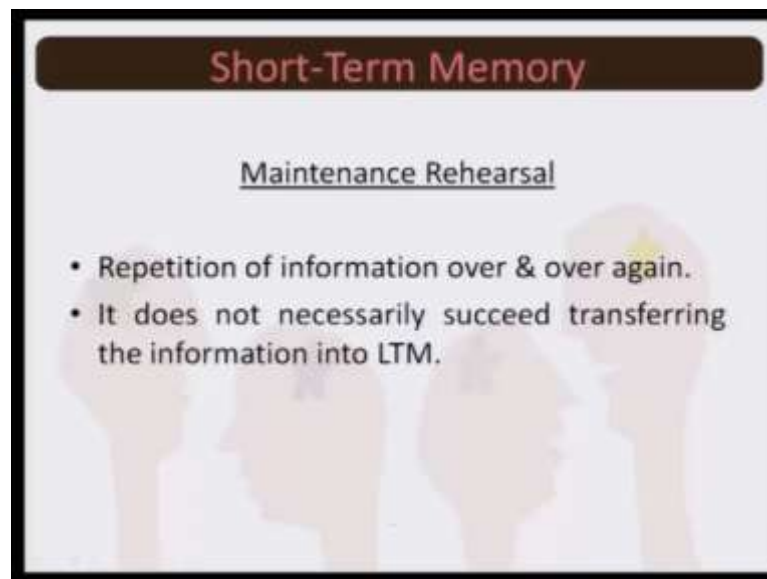 Short-Term Memory
Maintenance Rehearsal
• Repetition of information over & over again.
• It does not necessarily succeed transferring
the information into LTM.